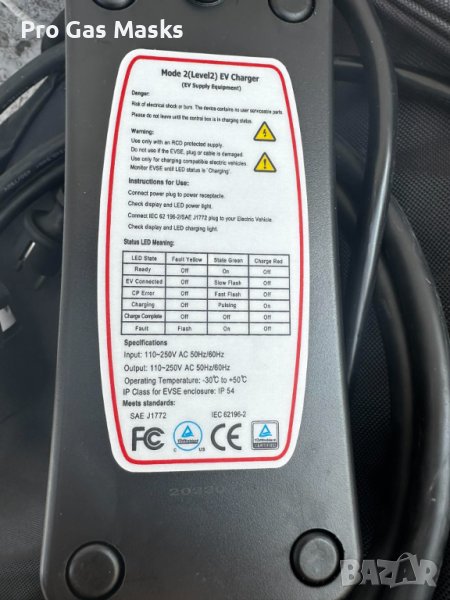 Pro Gas Masks
Mode 2(Level2) EV Charger
(EV Supply Equipment)
Danger:
Risk of electrical shock or burn. The device contains no user serviceable parts.
Please do not leave until the control box is in charging status.
Warning:
Use only with an RCD protected supply.
Do not use if the EVSE, plug or cable is damaged.
Use only for charging compatible electric vehicles.
Monitor EVSE until LED status is 'Charging'.
Instructions for Use:
Connect power plug to power receptacle.
Check display and LED power light.
Connect IEC 62 196-2/SAE J1772 plug to your Electric Vehicle.
Check display and LED charging light.
Status LED Meaning:
LED State Fault Yellow State Green Charge Red
Ready Off On Off
EV Connected Off Slow Flash Off
CP Error Off Fast Flash Off
Charging Off Pulsing On
Charge Complete Off Off Off
Fault Flash On Off
Specifications
Input: 110~250V AC 50Hz/60Hz
Output: 110~250V AC 50Hz/60Hz
Operating Temperature: -30°C to +50°C
IP Class for EVSE enclosure: IP 54
Meets standards:
SAE J1772 IEC 62196-2
FC CE
C US
BAZAR